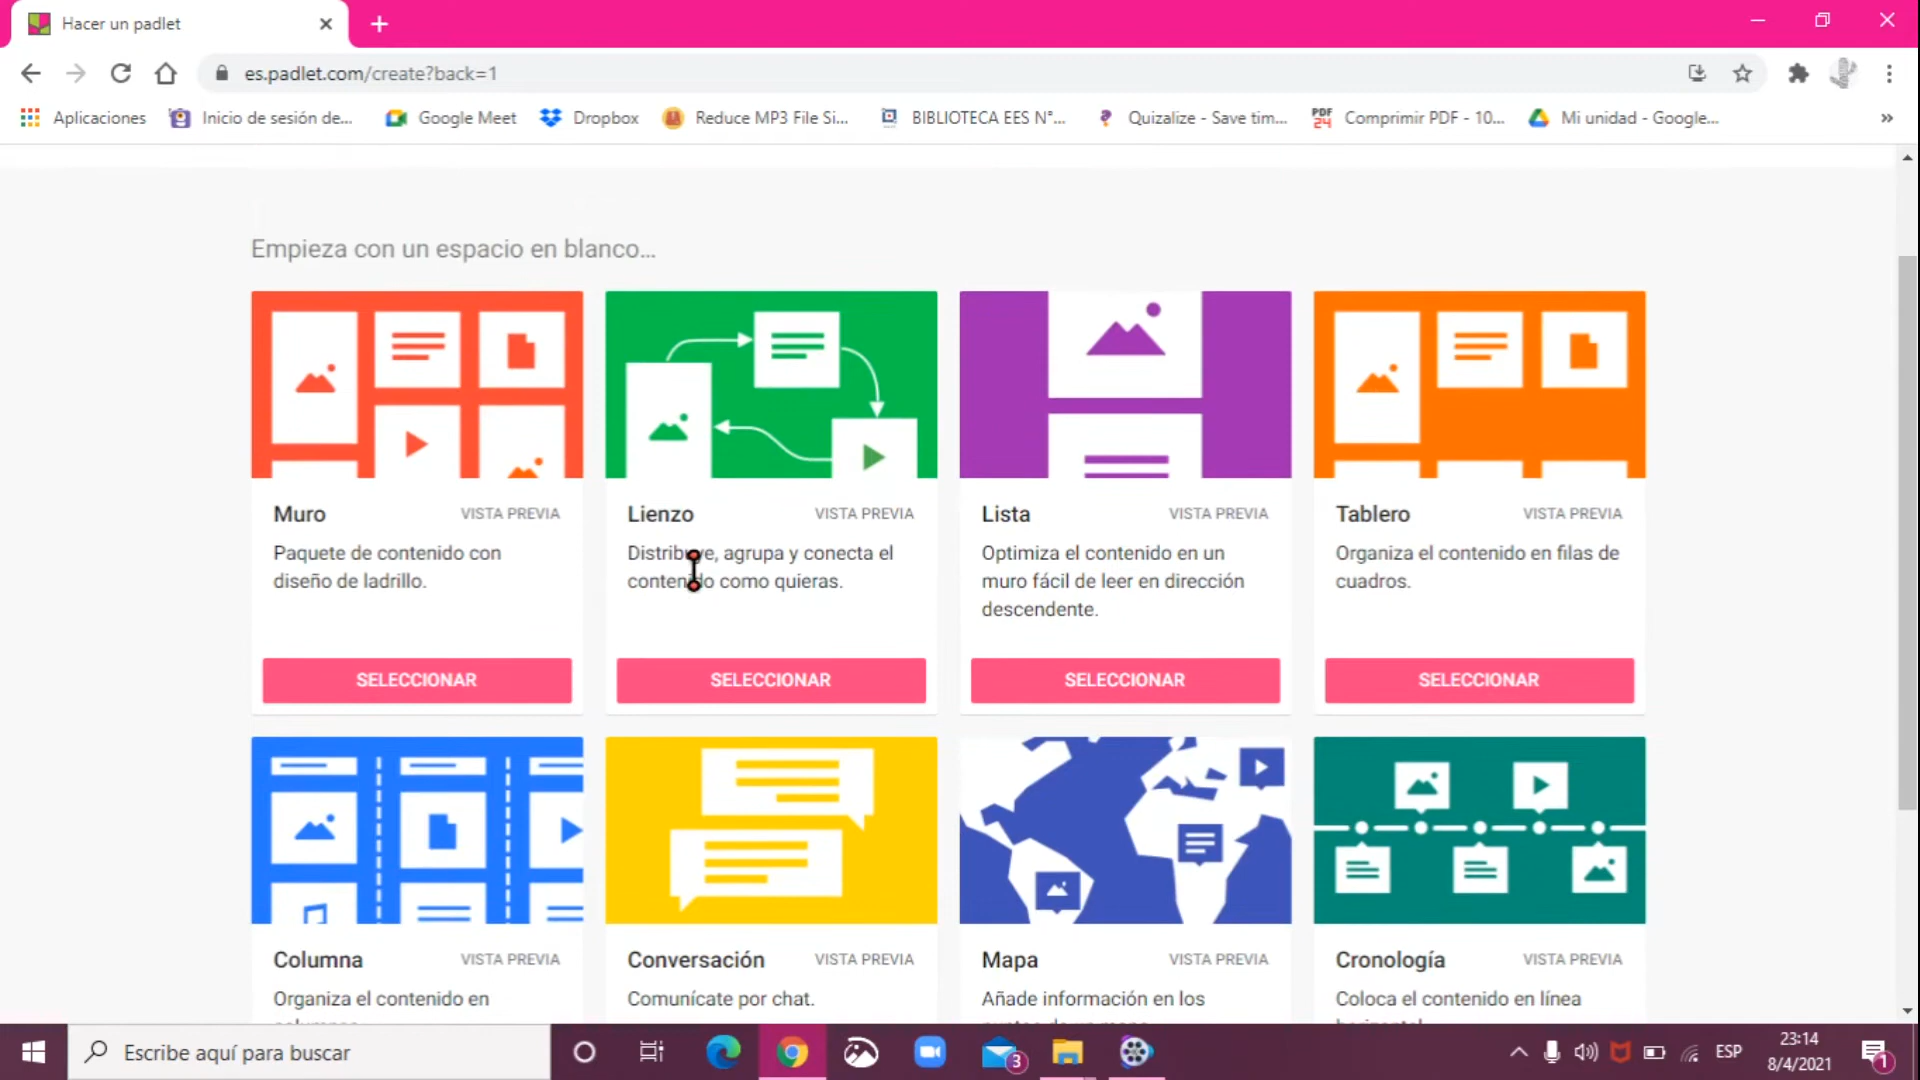 Hacer un padlet
es.padlet.com/create?back=1
Aplicaciones
Inicio de sesión de...
Google Meet
Dropbox
Reduce MP3 File Si...
BIBLIOTECA EES N°...
Quizalize - Save tim...
PDF
24
Comprimir PDF - 10...
Mi unidad - Google...
Empieza con un espacio en blanco...
Muro
VISTA PREVIA
Paquete de contenido con
diseño de ladrillo.
SELECCIONAR
Lienzo
VISTA PREVIA
Distribuye, agrupa y conecta el
contenido como quieras.
SELECCIONAR
Lista
VISTA PREVIA
Optimiza el contenido en un
muro fácil de leer en dirección
descendente.
SELECCIONAR
Tablero
VISTA PREVIA
Organiza el contenido en filas de
cuadros.
SELECCIONAR
Columna
VISTA PREVIA
Organiza el contenido en
Conversación
VISTA PREVIA
Comunícate por chat.
Mapa
VISTA PREVIA
Añade información en los
Cronología
VISTA PREVIA
Coloca el contenido en línea
Escribe aquí para buscar
3
ESP
23:14
8/4/2021
1